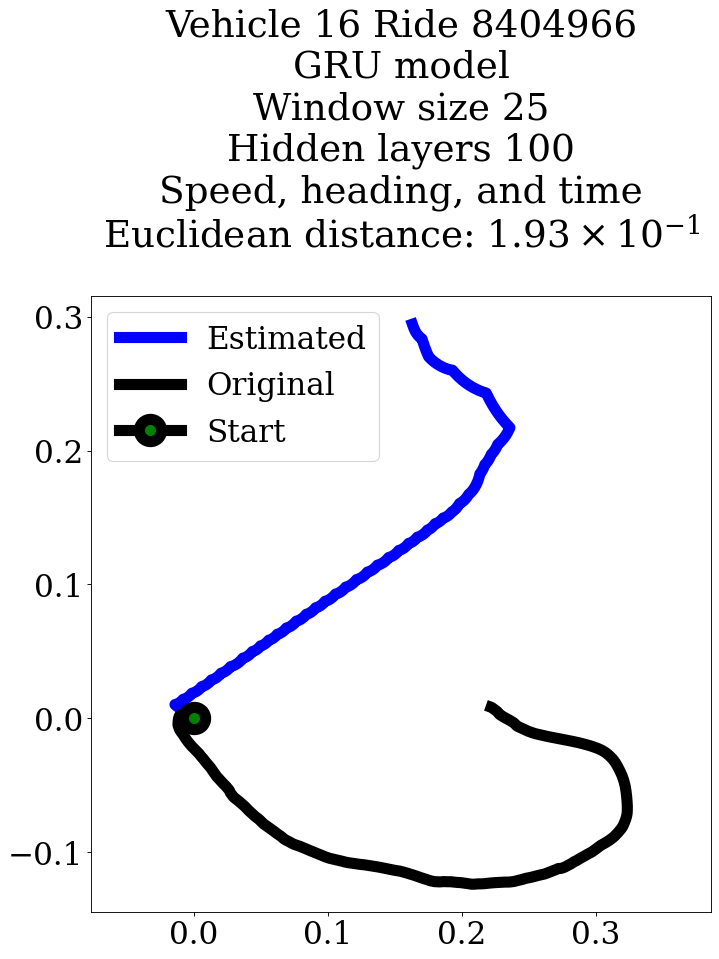 Vehicle 16 Ride 8404966
GRU model
Window size 25
Hidden layers 100
Speed, heading, and time
Euclidean distance: 1.93 × 10⁻¹
Estimated
Original
Start
0.3
0.2
0.1
0.0
−0.1
0.0 0.1 0.2 0.3